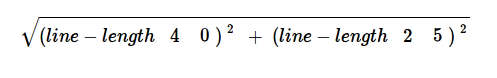 √(line − length 4 0)² + (line − length 2 5)²